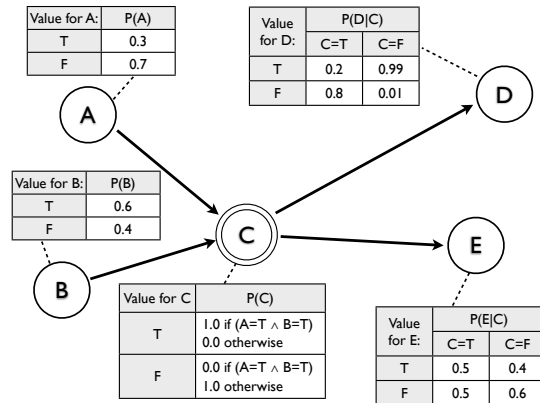 Value for A: P(A)
T 0.3
F 0.7
Value for D: P(D|C)
C=T C=F
T 0.2 0.99
F 0.8 0.01
A
D
Value for B: P(B)
T 0.6
F 0.4
C
E
B
Value for C P(C)
T 1.0 if (A=T ∧ B=T)
0.0 otherwise
F 0.0 if (A=T ∧ B=T)
1.0 otherwise
Value for E: P(E|C)
C=T C=F
T 0.5 0.4
F 0.5 0.6